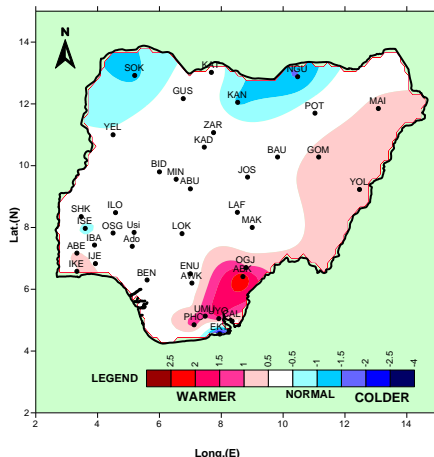 N
14
12
10
8
6
4
2
Lat.(N)
SOK
KAT
NGU
GUS
KAN
POT
MAI
YEL
ZAR
KAD
BID
MIN
ABU
JOS
BAU
GOM
YOL
SHK
ILO
ISE
OSG
Usi
LOK
LAF
MAK
ABE
IBA
Ado
IJE
IKE
BEN
ENU
AWK
OGJ
ABK
PHC
UMU
UYO
CAL
EKT
2.5
2
1.5
1
0.5
-0.5
-1
-1.5
-2
-2.5
-4
LEGEND
WARMER
NORMAL
COLDER
2
4
6
8
10
12
14
Long.(E)